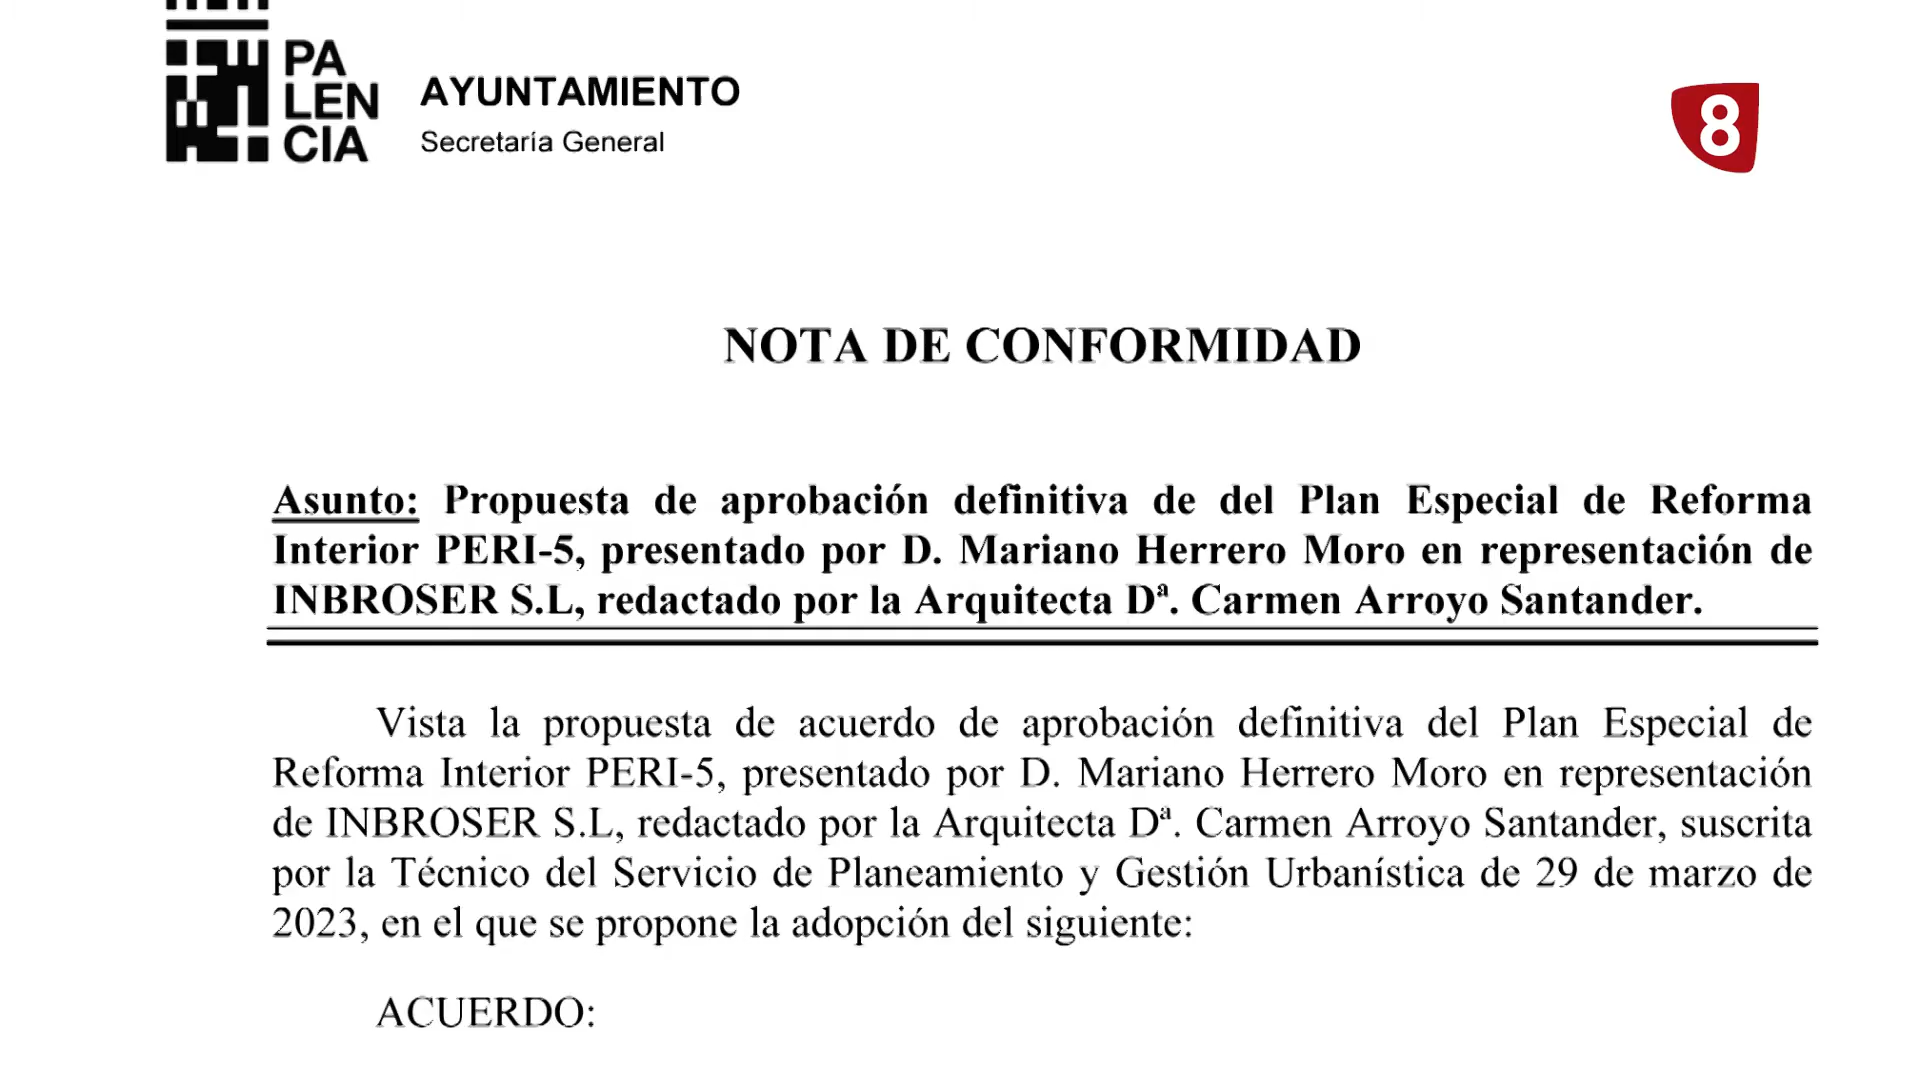 PA
LEN
CIA
AYUNTAMIENTO
Secretaría General
8
NOTA DE CONFORMIDAD
Asunto: Propuesta de aprobación definitiva de del Plan Especial de Reforma
Interior PERI-5, presentado por D. Mariano Herrero Moro en representación de
INBROSER S.L, redactado por la Arquitecta Dª. Carmen Arroyo Santander.
Vista la propuesta de acuerdo de aprobación definitiva del Plan Especial de
Reforma Interior PERI-5, presentado por D. Mariano Herrero Moro en representación
de INBROSER S.L, redactado por la Arquitecta Dª. Carmen Arroyo Santander, suscrita
por la Técnico del Servicio de Planeamiento y Gestión Urbanística de 29 de marzo de
2023, en el que se propone la adopción del siguiente:
ACUERDO: